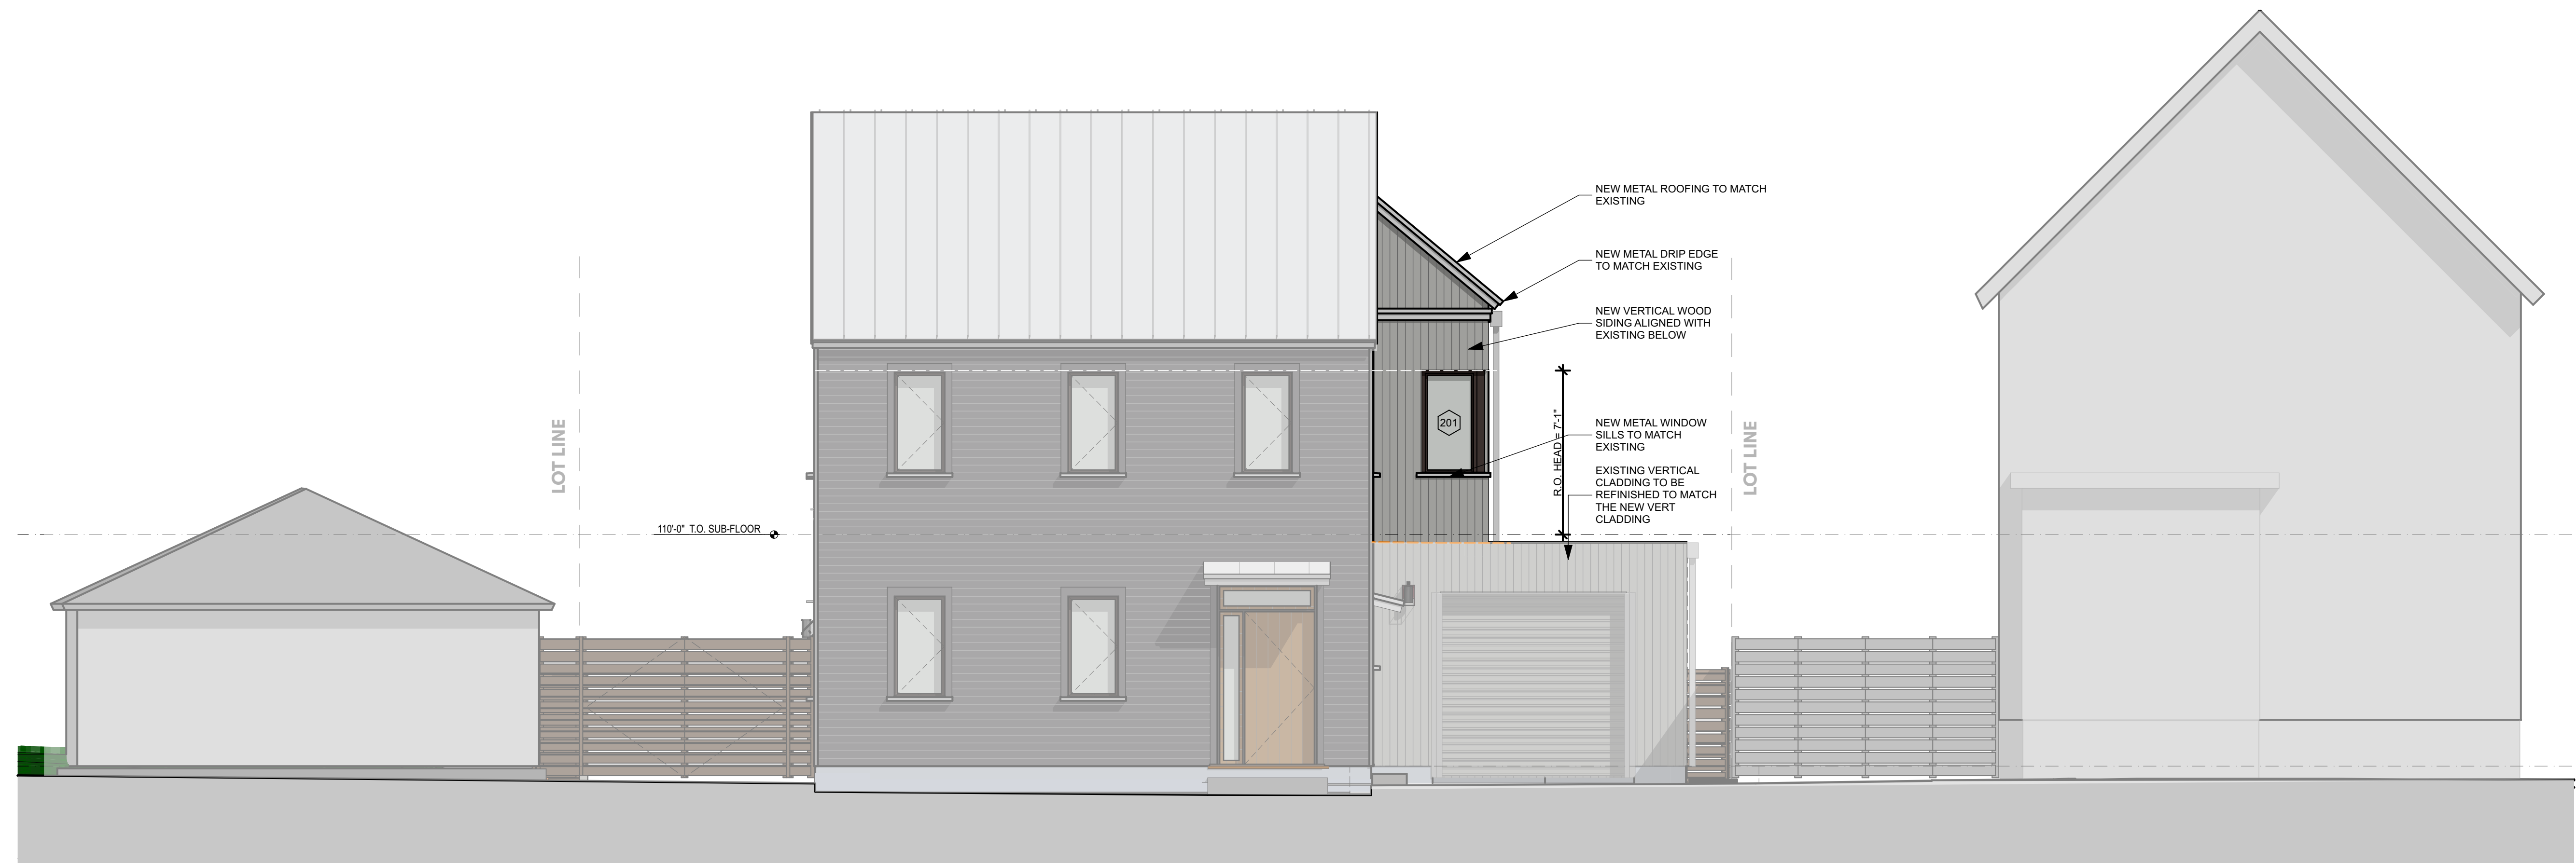 NEW METAL ROOFING TO MATCH
EXISTING
NEW METAL DRIP EDGE
TO MATCH EXISTING
NEW VERTICAL WOOD
SIDING ALIGNED WITH
EXISTING BELOW
201
R.O. HEAD = 7'-1"
NEW METAL WINDOW
SILLS TO MATCH
EXISTING
EXISTING VERTICAL
CLADDING TO BE
REFINISHED TO MATCH
THE NEW VERT
CLADDING
LOT LINE
LOT LINE
110'-0" T.O. SUB-FLOOR